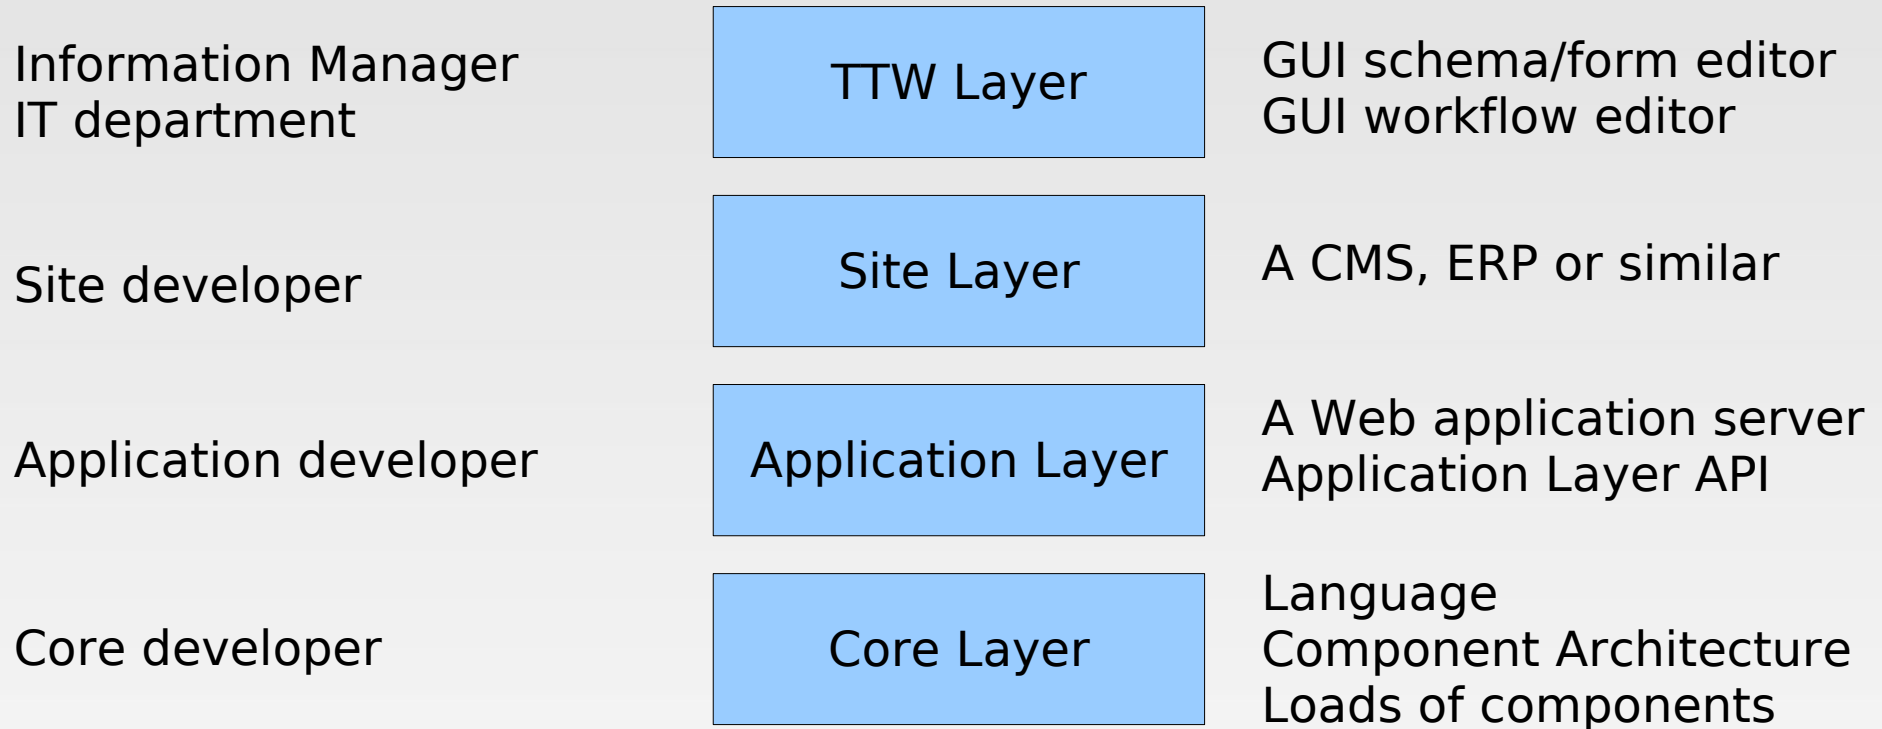 Information Manager
IT department
TTW Layer
GUI schema/form editor
GUI workflow editor
Site developer
Site Layer
A CMS, ERP or similar
Application developer
Application Layer
A Web application server
Application Layer API
Core developer
Core Layer
Language
Component Architecture
Loads of components